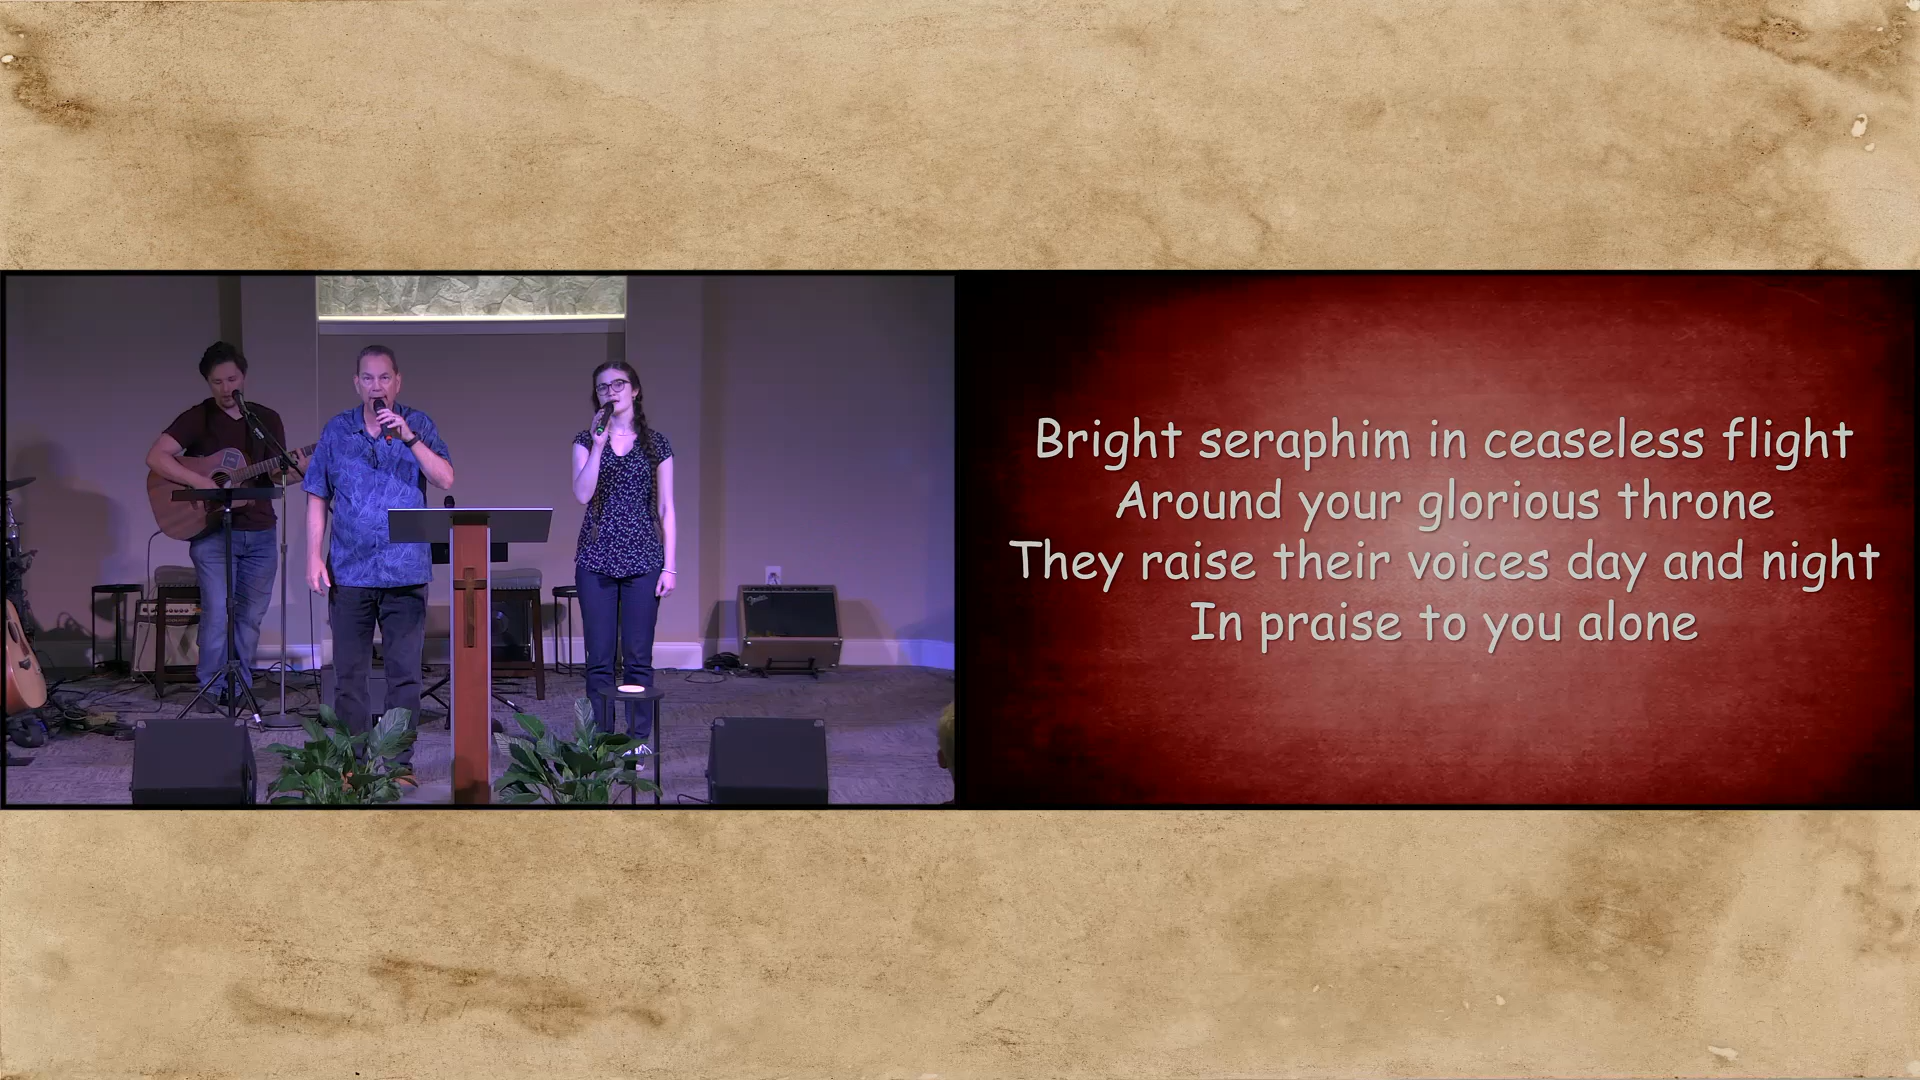 Bright seraphim in ceaseless flight
Around your glorious throne
They raise their voices day and night
In praise to you alone